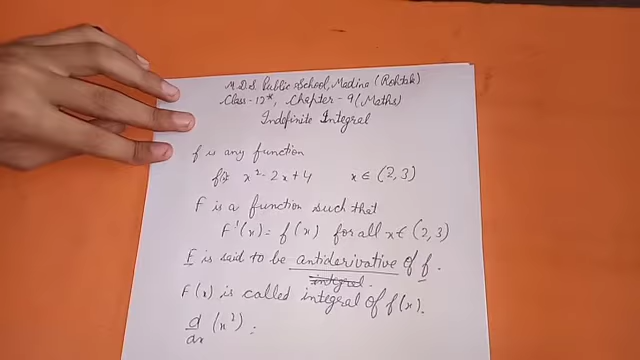 M.D.S. Public School, Madina (Rohtak)
Class-12th, Chapter-9 (Maths)
Indefinite Integral
f is any function
x²-2x+4 x ∈ (2,3)
F is a function such that
F'(x) = f(x) for all x ∈ (2,3)
F is said to be antiderivative of f.
integral.
F(x) is called integral of f(x).
d/dx (x²) :